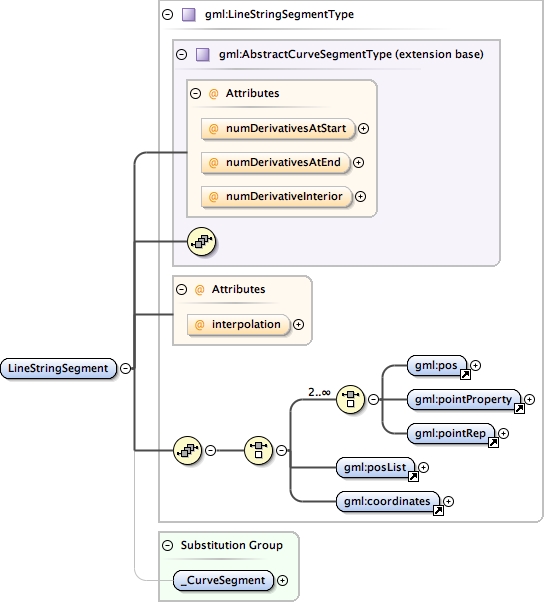 gml:LineStringSegmentType
gml:AbstractCurveSegmentType (extension base)
@ Attributes
@ numDerivativesAtStart
@ numDerivativesAtEnd
@ numDerivativeInterior
@ Attributes
@ interpolation
LineStringSegment
2..∞
gml:pos
gml:pointProperty
gml:pointRep
gml:posList
gml:coordinates
Substitution Group
_CurveSegment